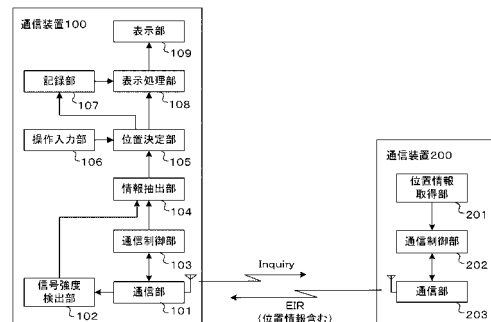 通信装置100
表示部
109
記録部
107
表示処理部
108
操作入力部
106
位置決定部
105
情報抽出部
104
通信制御部
103
信号強度
検出部
102
通信部
101
Inquiry
EIR
(位置情報含む)
通信装置200
位置情報
取得部
201
通信制御部
202
通信部
203